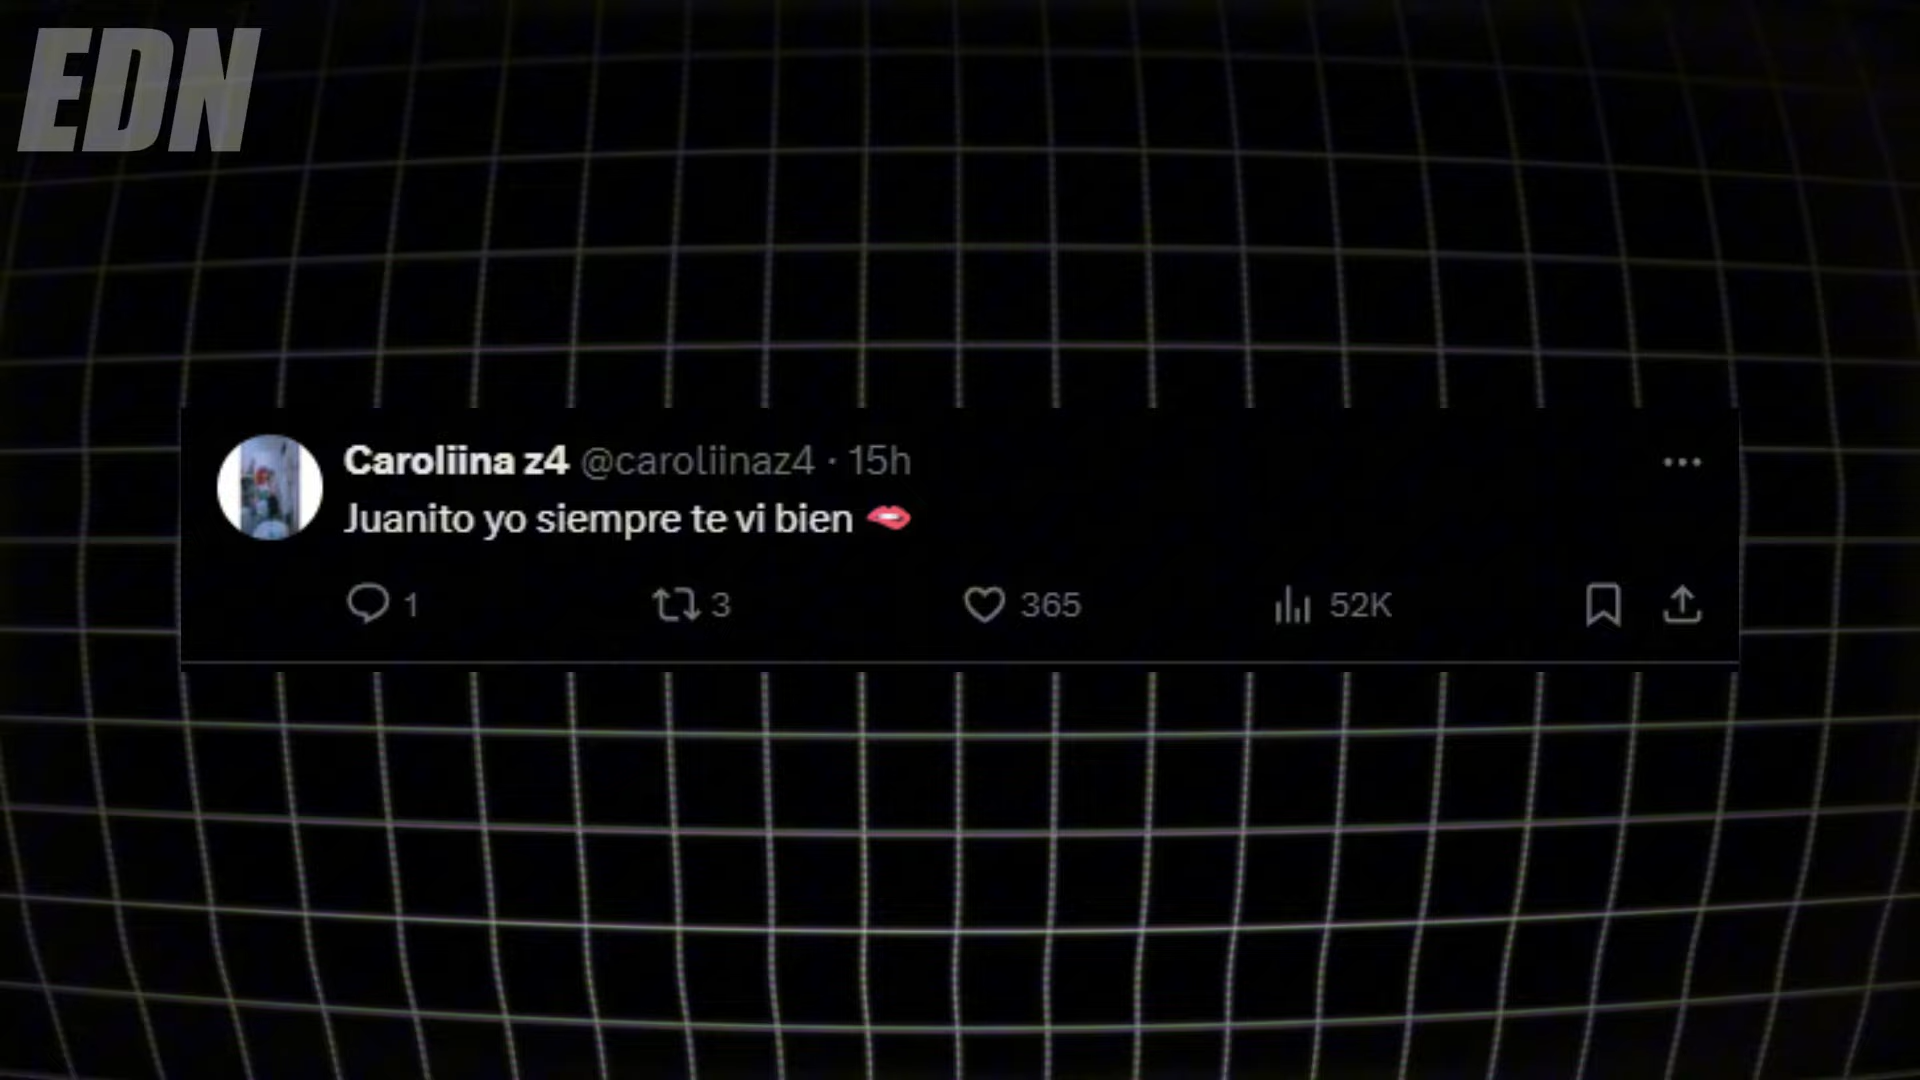 EDN
Caroliina z4 @caroliinaz4 · 15h
Juanito yo siempre te vi bien 🫦
1 3 365 52K